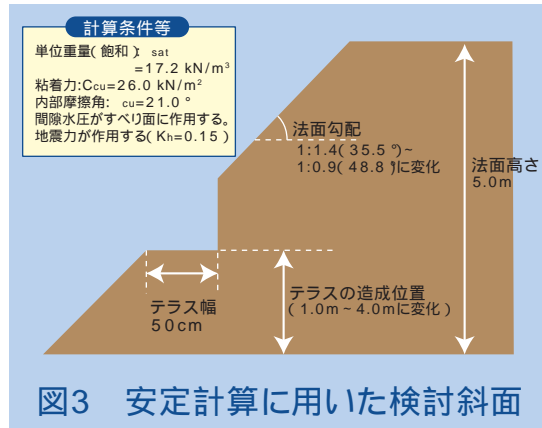 計算条件等
単位重量(飽和): sat
=17.2 kN/m³
粘着力:Ccu=26.0 kN/m²
内部摩擦角: cu=21.0 °
間隙水圧がすべり面に作用する。
地震力が作用する(Kh=0.15)
法面勾配
1:1.4(35.5 °)~
1:0.9(48.8 °)に変化
法面高さ
5.0m
テラス幅
50cm
テラスの造成位置
(1.0m~4.0mに変化)
図3 安定計算に用いた検討斜面